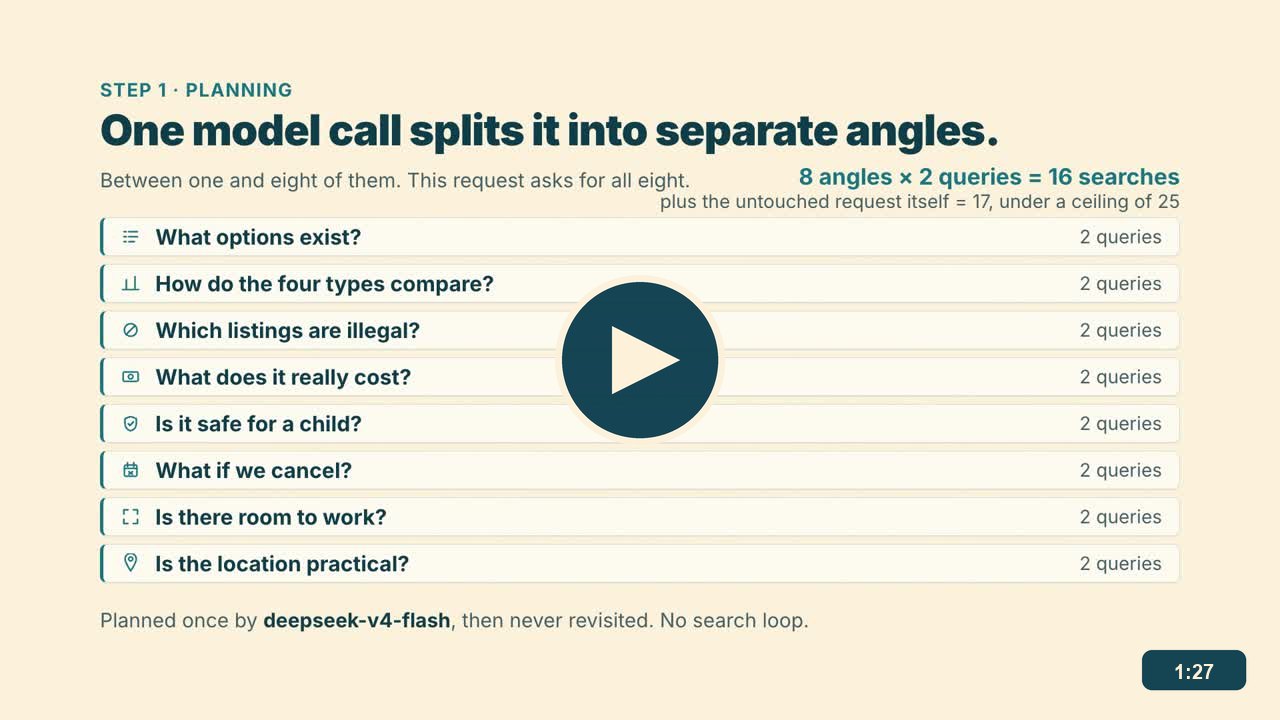 STEP 1 · PLANNING
One model call splits it into separate angles.
Between one and eight of them. This request asks for all eight.
8 angles × 2 queries = 16 searches
plus the untouched request itself = 17, under a ceiling of 25
What options exist? 2 queries
How do the four types compare? 2 queries
Which listings are illegal? 2 queries
What does it really cost? 2 queries
Is it safe for a child? 2 queries
What if we cancel? 2 queries
Is there room to work? 2 queries
Is the location practical? 2 queries
Planned once by deepseek-v4-flash, then never revisited. No search loop.
1:27